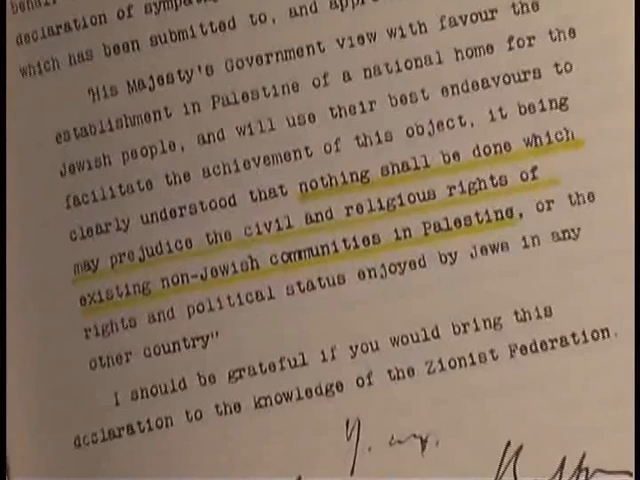 behalf
declaration of sympathy
which has been submitted to, and
"His Majesty's Government view with favour the
establishment in Palestine of a national home for the
Jewish people, and will use their best endeavours to
facilitate the achievement of this object, it being
clearly understood that nothing shall be done which
may prejudice the civil and religious rights of
existing non-Jewish communities in Palestine, or the
rights and political status enjoyed by Jews in any
other country"
I should be grateful if you would bring this
declaration to the knowledge of the Zionist Federation.